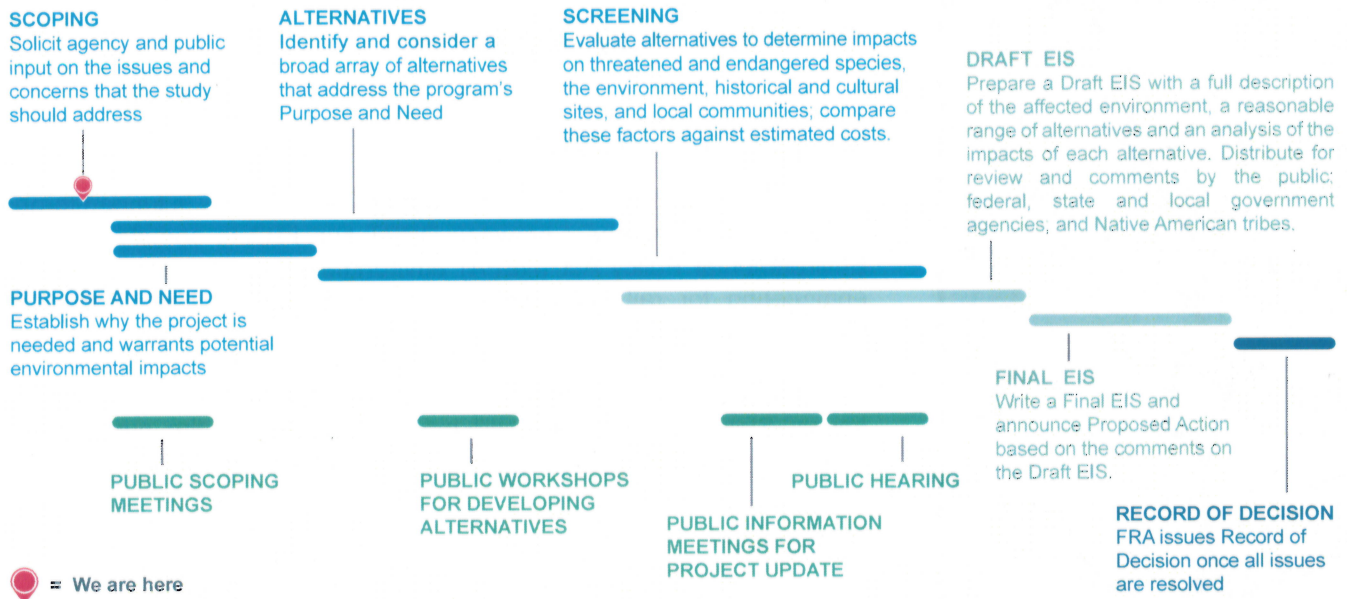 SCOPING
Solicit agency and public
input on the issues and
concerns that the study
should address
ALTERNATIVES
Identify and consider a
broad array of alternatives
that address the program's
Purpose and Need
SCREENING
Evaluate alternatives to determine impacts
on threatened and endangered species,
the environment, historical and cultural
sites, and local communities; compare
these factors against estimated costs.
DRAFT EIS
Prepare a Draft EIS with a full description
of the affected environment, a reasonable
range of alternatives and an analysis of the
impacts of each alternative. Distribute for
review and comments by the public;
federal, state and local government
agencies; and Native American tribes.
PURPOSE AND NEED
Establish why the project is
needed and warrants potential
environmental impacts
FINAL EIS
Write a Final EIS and
announce Proposed Action
based on the comments on
the Draft EIS.
PUBLIC SCOPING
MEETINGS
PUBLIC WORKSHOPS
FOR DEVELOPING
ALTERNATIVES
PUBLIC INFORMATION
MEETINGS FOR
PROJECT UPDATE
PUBLIC HEARING
RECORD OF DECISION
FRA issues Record of
Decision once all issues
are resolved
= We are here